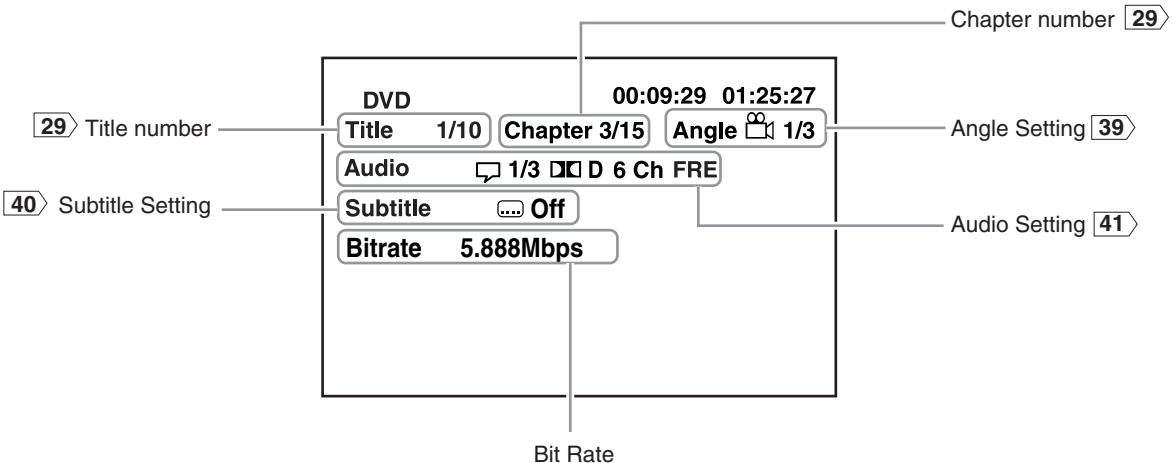 Chapter number 29
DVD 00:09:29 01:25:27
29 Title number
Title 1/10 Chapter 3/15 Angle 1/3
Angle Setting 39
Audio 1/3 D 6 Ch FRE
40 Subtitle Setting
Subtitle .... Off
Audio Setting 41
Bitrate 5.888Mbps
Bit Rate